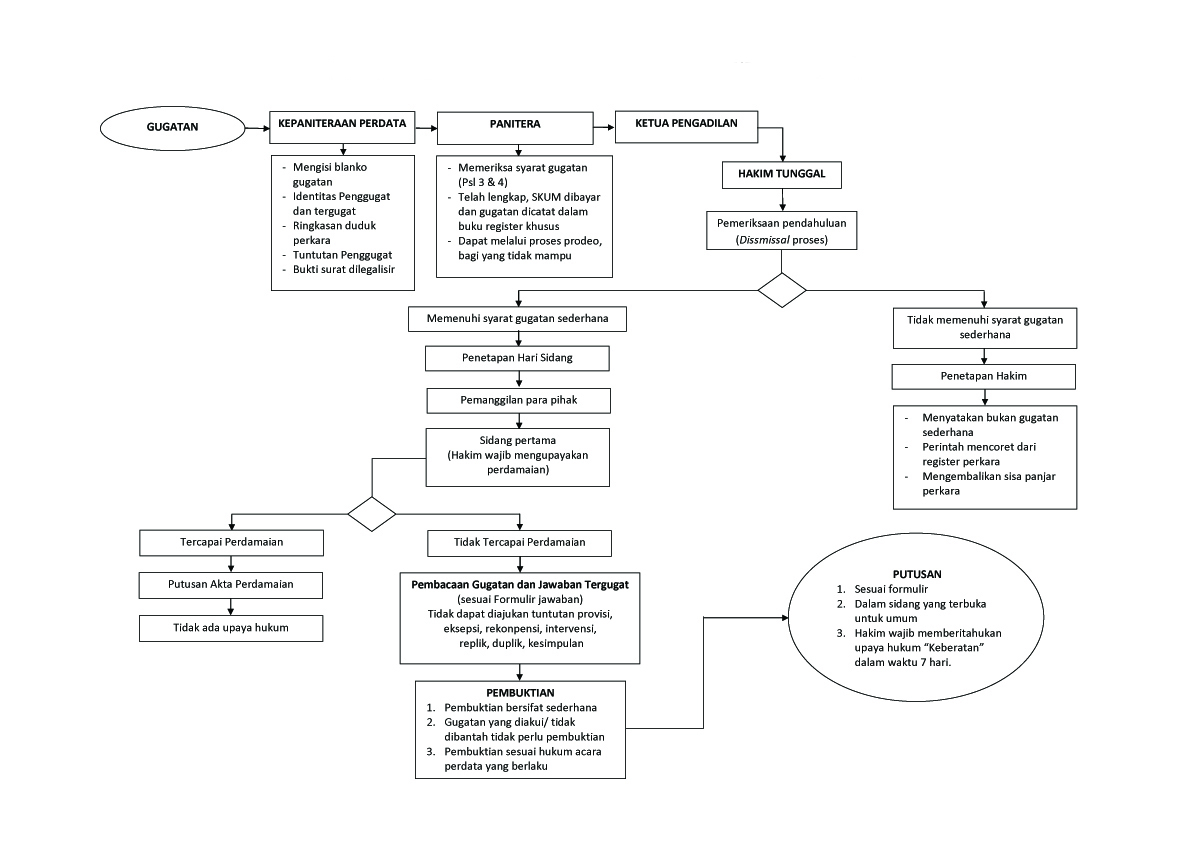 GUGATAN
KEPANITERAAN PERDATA
PANITERA
KETUA PENGADILAN
- Mengisi blanko
gugatan
- Identitas Penggugat
dan tergugat
- Ringkasan duduk
perkara
- Tuntutan Penggugat
- Bukti surat dilegalisir
- Memeriksa syarat gugatan
(Psl 3 & 4)
- Telah lengkap, SKUM dibayar
dan gugatan dicatat dalam
buku register khusus
- Dapat melalui proses prodeo,
bagi yang tidak mampu
HAKIM TUNGGAL
Pemeriksaan pendahuluan
(Dissmissal proses)
Memenuhi syarat gugatan sederhana
Penetapan Hari Sidang
Pemanggilan para pihak
Sidang pertama
(Hakim wajib mengupayakan
perdamaian)
Tidak memenuhi syarat gugatan
sederhana
Penetapan Hakim
- Menyatakan bukan gugatan
sederhana
- Perintah mencoret dari
register perkara
- Mengembalikan sisa panjar
perkara
Tercapai Perdamaian
Putusan Akta Perdamaian
Tidak ada upaya hukum
Tidak Tercapai Perdamaian
Pembacaan Gugatan dan Jawaban Tergugat
(sesuai Formulir jawaban)
Tidak dapat diajukan tuntutan provisi,
eksepsi, rekonpensi, intervensi,
replik, duplik, kesimpulan
PEMBUKTIAN
1. Pembuktian bersifat sederhana
2. Gugatan yang diakui/ tidak
dibantah tidak perlu pembuktian
3. Pembuktian sesuai hukum acara
perdata yang berlaku
PUTUSAN
1. Sesuai formulir
2. Dalam sidang yang terbuka
untuk umum
3. Hakim wajib memberitahukan
upaya hukum “Keberatan”
dalam waktu 7 hari.